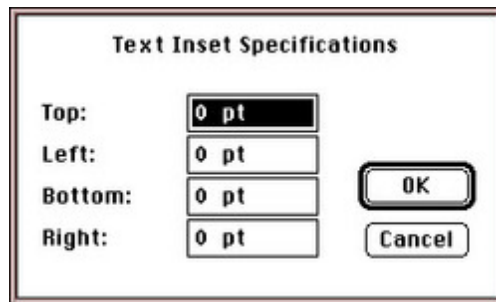 Text Inset Specifications
Top: 0 pt
Left: 0 pt
Bottom: 0 pt
Right: 0 pt
OK
Cancel